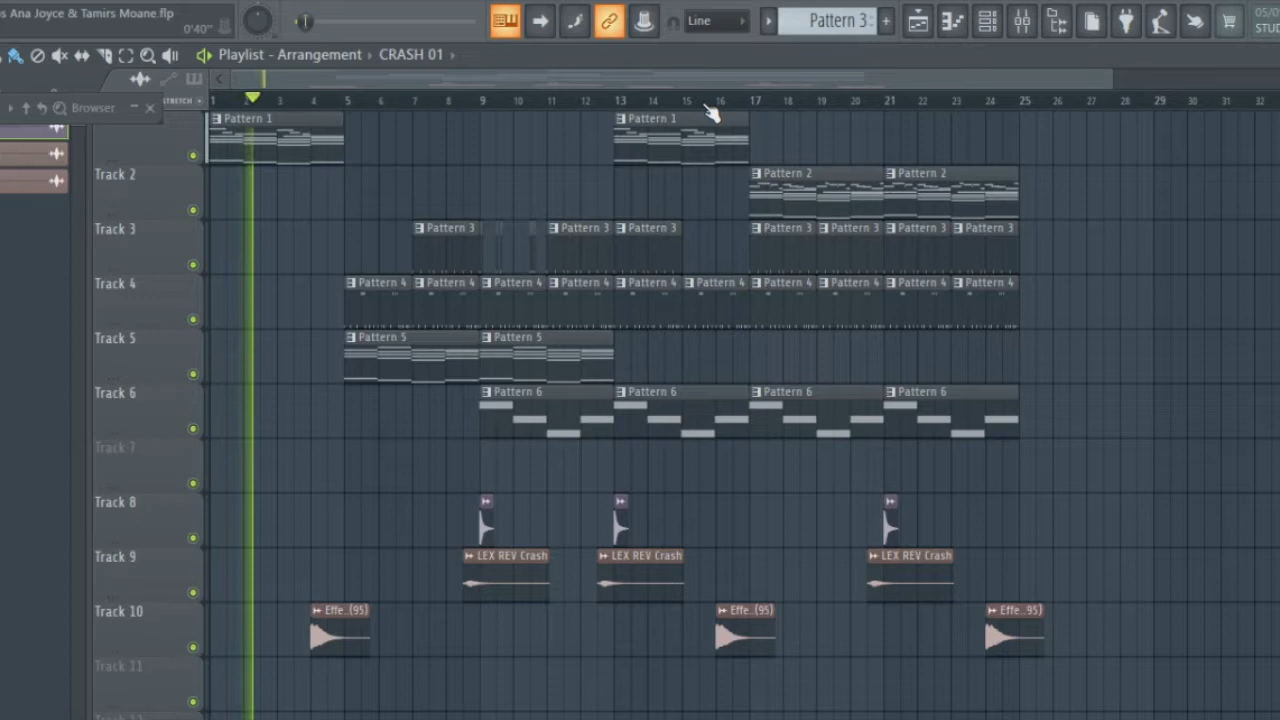 os Ana Joyce & Tamirs Moane.flp
0'40"
Line
Pattern 3
05/0
STUD
Playlist - Arrangement › CRASH 01 ›
Browser
STRETCH
1 2 3 4 5 6 7 8 9 10 11 12 13 14 15 16 17 18 19 20 21 22 23 24 25 26 27 28 29 30 31 32
Pattern 1 Pattern 1
Track 2 Pattern 2 Pattern 2
Track 3 Pattern 3 Pattern 3 Pattern 3 Pattern 3 Pattern 3 Pattern 3 Pattern 3
Track 4 Pattern 4 Pattern 4 Pattern 4 Pattern 4 Pattern 4 Pattern 4 Pattern 4 Pattern 4 Pattern 4 Pattern 4
Track 5 Pattern 5 Pattern 5
Track 6 Pattern 6 Pattern 6 Pattern 6 Pattern 6
Track 7
Track 8
Track 9 LEX REV Crash LEX REV Crash LEX REV Crash
Track 10 Effe..(95) Effe..(95) Effe..95)
Track 11